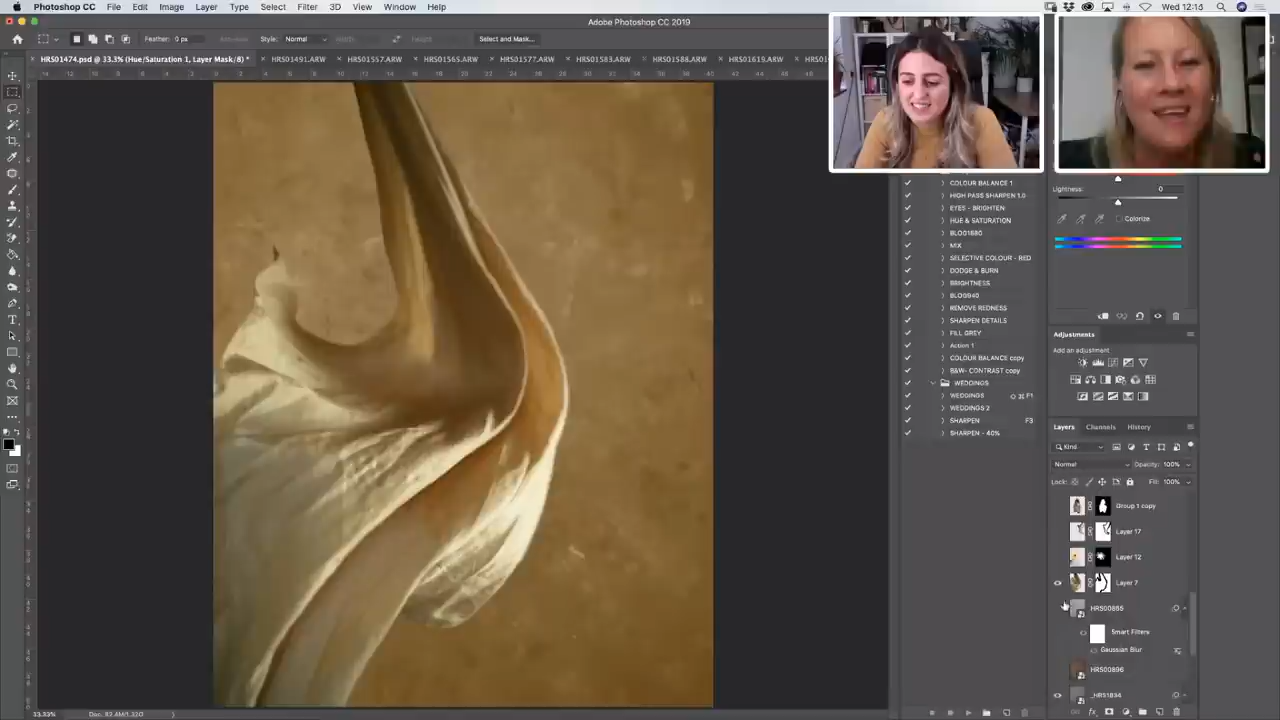 Photoshop CC File Edit Image Layer Type Select Filter 3D View Window Help
Wed 12:13
Adobe Photoshop CC 2019
Feather: 0 px Style: Normal Select and Mask...
HRS01474.psd @ 33.3% (Hue/Saturation 1, Layer Mask/8) * HRS01491.ARW HRS01557.ARW HRS01565.ARW HRS01577.ARW HRS01583.ARW HRS01588.ARW HRS01619.ARW
COLOUR BALANCE 1
HIGH PASS SHARPEN 1.0
EYES - BRIGHTEN
HUE & SATURATION
MIX
SELECTIVE COLOUR - RED
DODGE & BURN
BRIGHTNESS
REMOVE REDNESS
SHARPEN DETAILS
FILL GREY
Action 1
COLOUR BALANCE copy
B&W- CONTRAST copy
WEDDINGS
WEDDINGS F1
WEDDINGS 2
SHARPEN F3
SHARPEN - 40%
Lightness: 0
Colorize
Adjustments
Add an adjustment
Layers Channels History
Kind
Normal Opacity: 100%
Lock: Fill: 100%
Group 1 copy
Layer 17
Layer 12
Layer 7
HRS00865
Smart Filters
Gaussian Blur
HRS00896
_HRS1834
33.33%